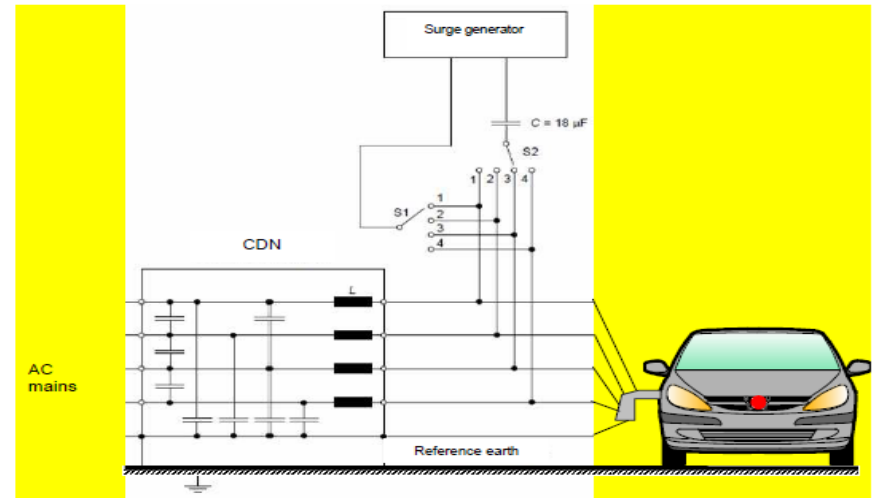 Surge generator
C = 18 µF
S2
1 2 3 4
S1
1
2
3
4
CDN
L
AC
mains
Reference earth